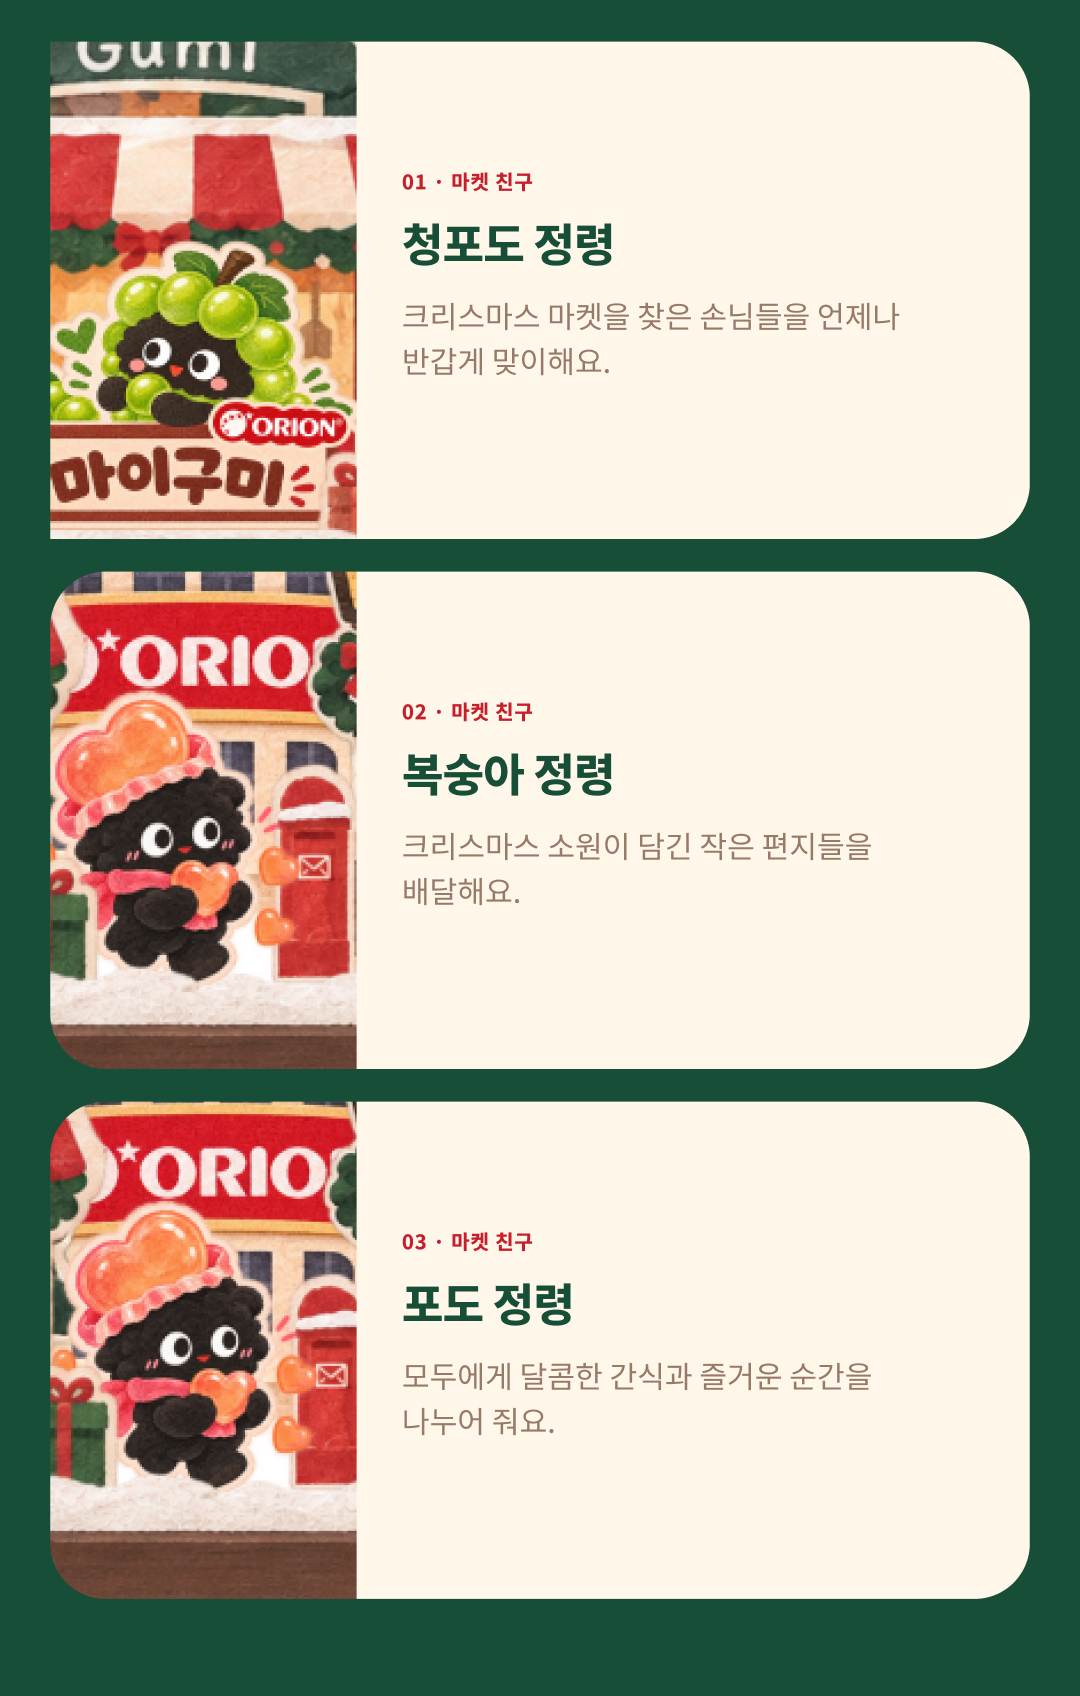 Gumi
ORION
마이구미
01 · 마켓 친구
청포도 정령
크리스마스 마켓을 찾은 손님들을 언제나
반갑게 맞이해요.
ORIO
02 · 마켓 친구
복숭아 정령
크리스마스 소원이 담긴 작은 편지들을
배달해요.
ORIO
03 · 마켓 친구
포도 정령
모두에게 달콤한 간식과 즐거운 순간을
나누어 줘요.